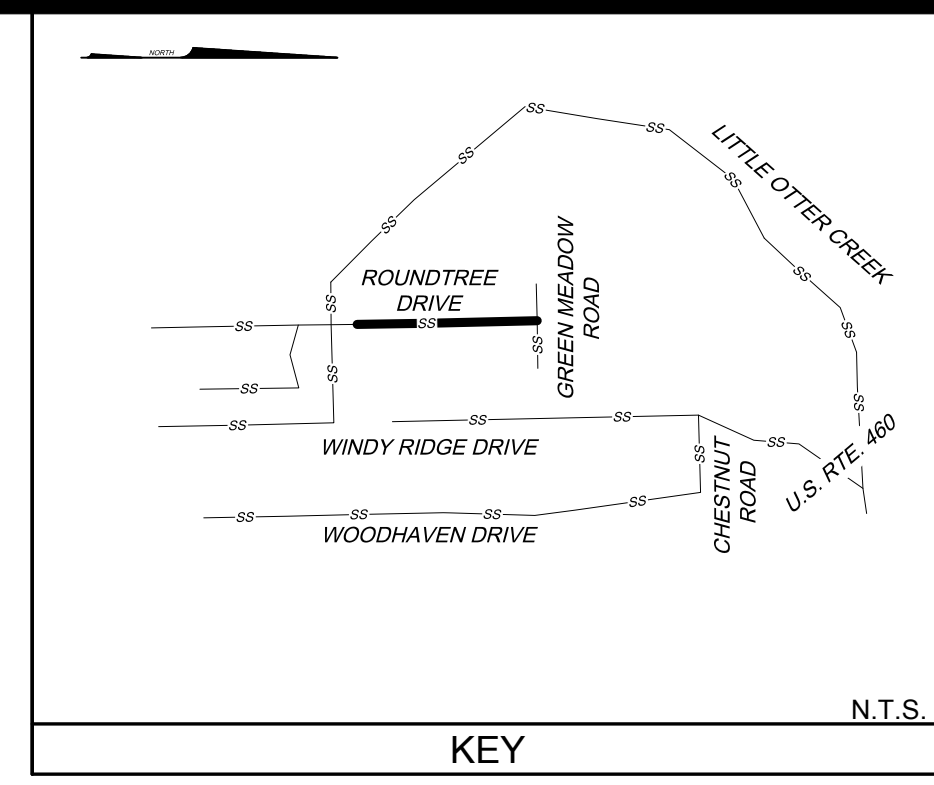 NORTH
SS
SS
SS
SS
SS
LITTLE OTTER CREEK
SS
SS
SS
SS
ROUNDTREE
DRIVE
SS
SS
SS
GREEN MEADOW
ROAD
SS
SS
SS
SS
SS
SS
WINDY RIDGE DRIVE
SS
SS
CHESTNUT
ROAD
U.S. RTE. 460
SS
SS
SS
SS
WOODHAVEN DRIVE
N.T.S.
KEY